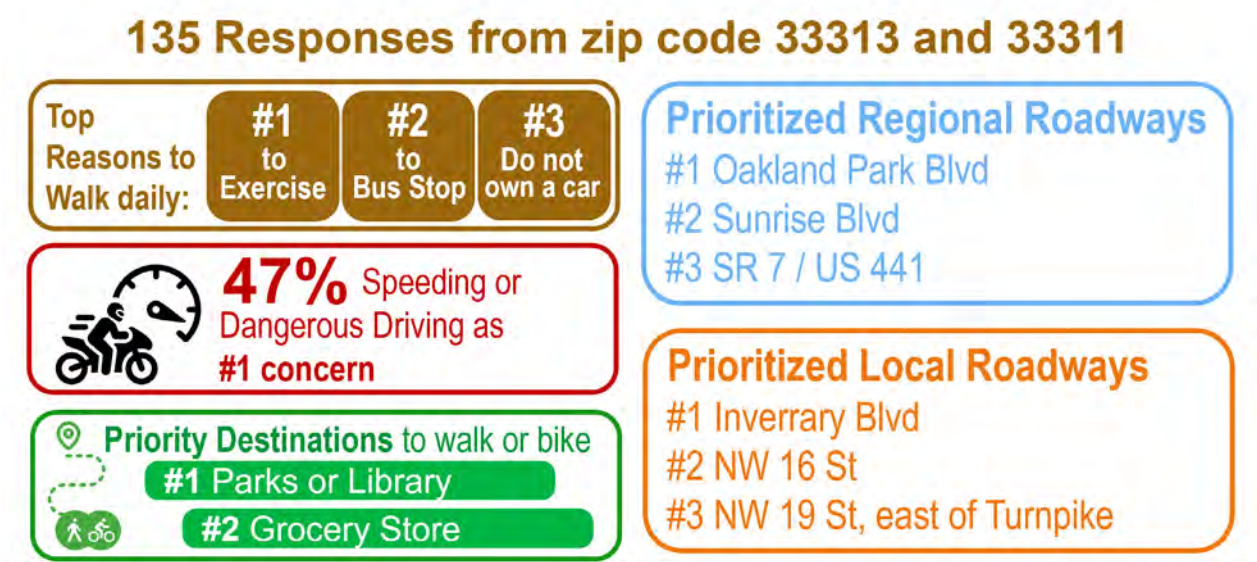 135 Responses from zip code 33313 and 33311
Top
Reasons to
Walk daily:
#1
to
Exercise
#2
to
Bus Stop
#3
Do not
own a car
47% Speeding or
Dangerous Driving as
#1 concern
Priority Destinations to walk or bike
#1 Parks or Library
#2 Grocery Store
Prioritized Regional Roadways
#1 Oakland Park Blvd
#2 Sunrise Blvd
#3 SR 7 / US 441
Prioritized Local Roadways
#1 Inverrary Blvd
#2 NW 16 St
#3 NW 19 St, east of Turnpike